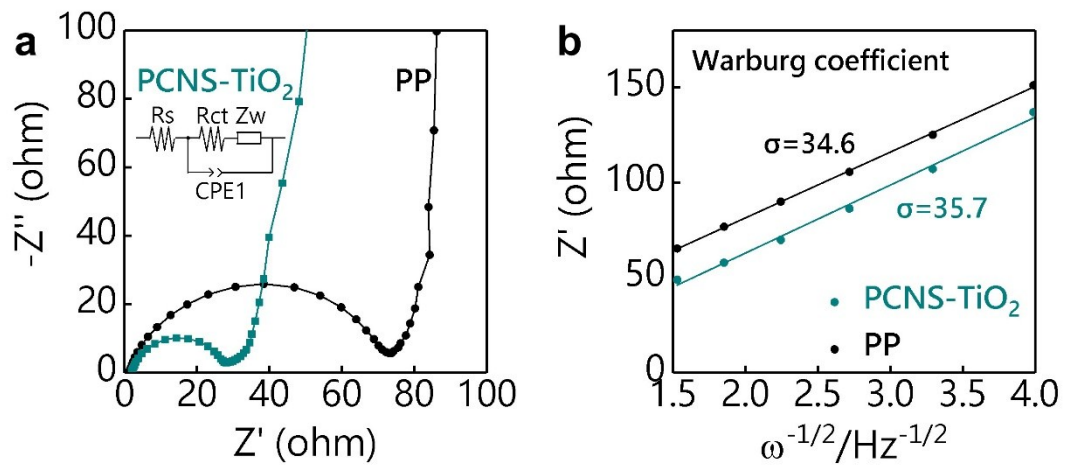 a
100
80
60
40
20
0
-Z'' (ohm)
PCNS-TiO₂
PP
Rs Rct Zw
CPE1
0 20 40 60 80 100
Z' (ohm)
b
150
100
50
0
Z' (ohm)
Warburg coefficient
σ=34.6
σ=35.7
PCNS-TiO₂
PP
1.5 2.0 2.5 3.0 3.5 4.0
ω⁻¹/²/Hz⁻¹/²